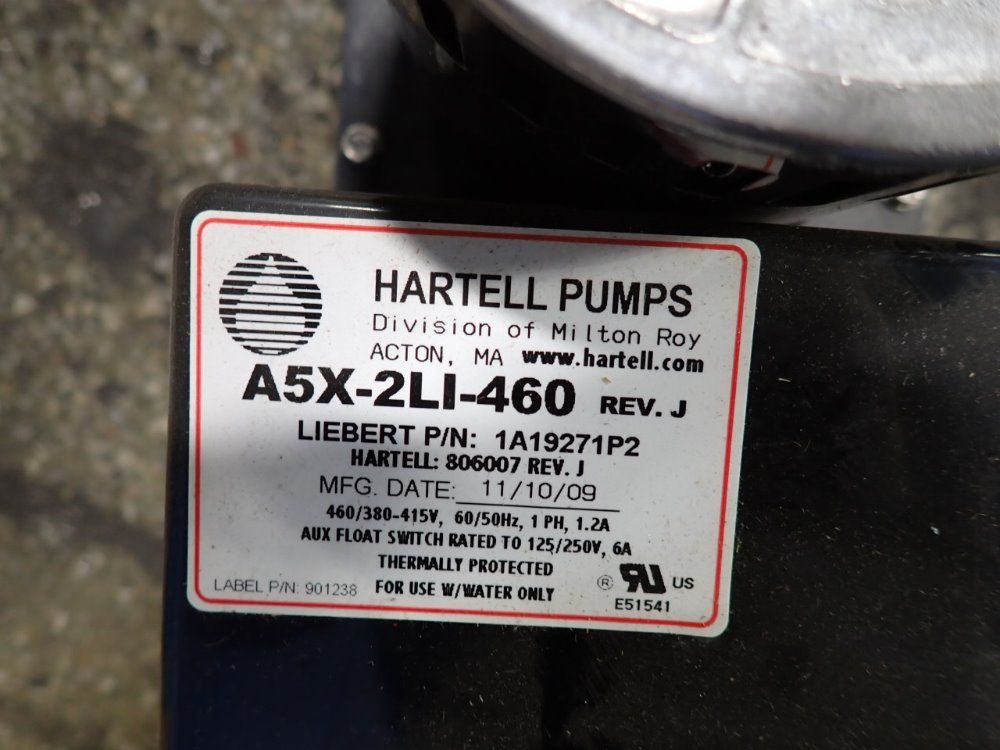 HARTELL PUMPS
Division of Milton Roy
ACTON, MA www.hartell.com
A5X-2LI-460 REV. J
LIEBERT P/N: 1A19271P2
HARTELL: 806007 REV. J
MFG. DATE: 11/10/09
460/380-415V, 60/50Hz, 1 PH, 1.2A
AUX FLOAT SWITCH RATED TO 125/250V, 6A
THERMALLY PROTECTED
LABEL P/N: 901238 FOR USE W/WATER ONLY
® RU US
E51541